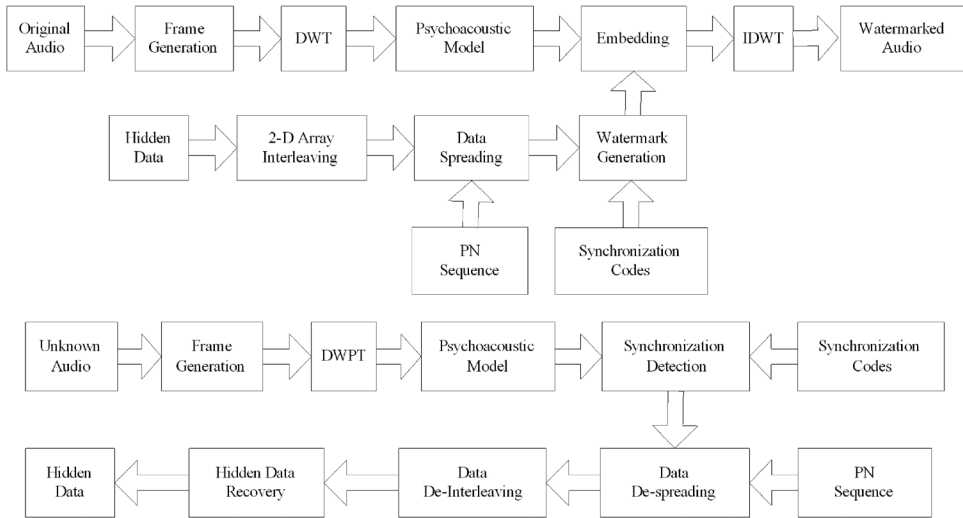 Original
Audio
Frame
Generation
DWT
Psychoacoustic
Model
Embedding
IDWT
Watermarked
Audio
Hidden
Data
2-D Array
Interleaving
Data
Spreading
Watermark
Generation
PN
Sequence
Synchronization
Codes
Unknown
Audio
Frame
Generation
DWPT
Psychoacoustic
Model
Synchronization
Detection
Synchronization
Codes
Hidden
Data
Hidden Data
Recovery
Data
De-Interleaving
Data
De-spreading
PN
Sequence